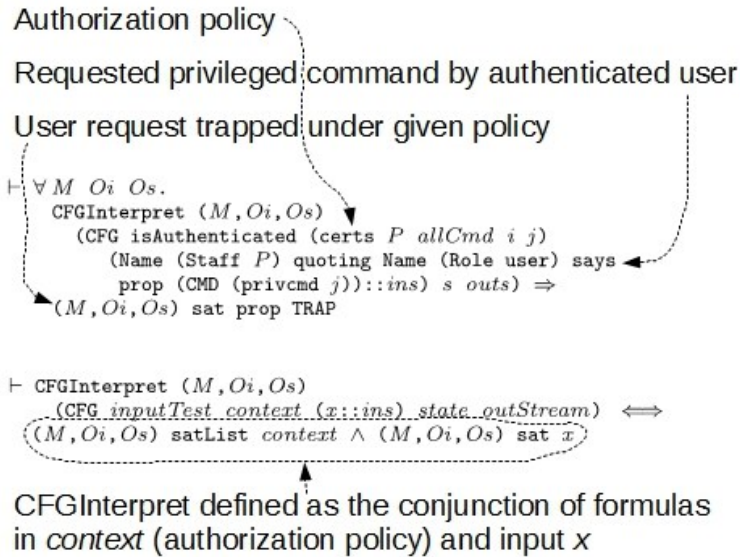 Authorization policy
Requested privileged command by authenticated user
User request trapped under given policy
⊢ ∀ M Oi Os.
CFGInterpret (M,Oi,Os)
(CFG isAuthenticated (certs P allCmd i j)
(Name (Staff P) quoting Name (Role user) says
prop (CMD (privcmd j))::ins) s outs) ⇒
(M,Oi,Os) sat prop TRAP
⊢ CFGInterpret (M,Oi,Os)
(CFG inputTest context (x::ins) state outStream) ⟺
(M,Oi,Os) satList context ∧ (M,Oi,Os) sat x
CFGInterpret defined as the conjunction of formulas
in context (authorization policy) and input x